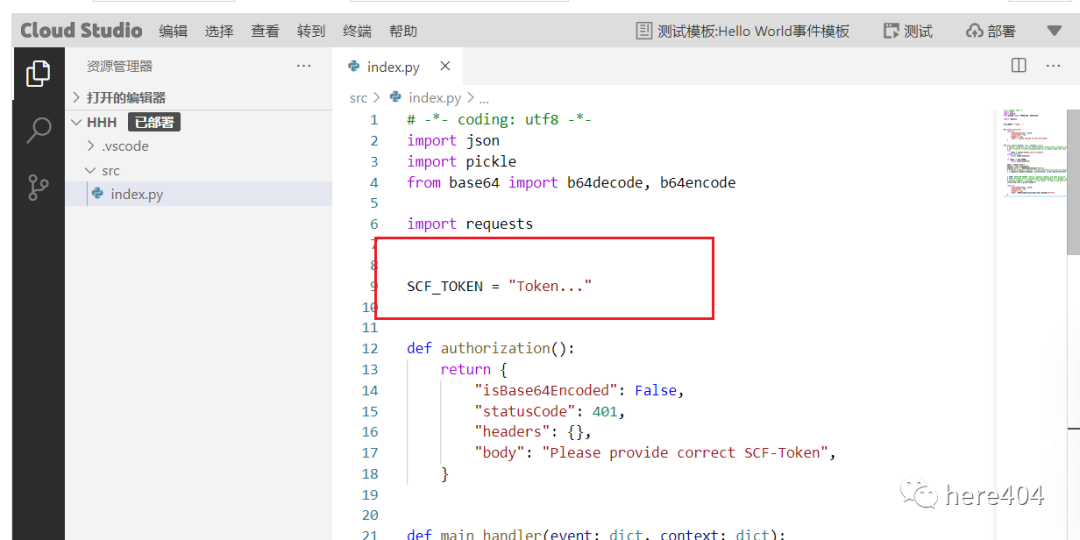 Cloud Studio 编辑 选择 查看 转到 终端 帮助 测试模板:Hello World事件模板 测试 部署
资源管理器 ··· index.py ×
打开的编辑器 src > index.py > ...
HHH 已部署
.vscode
src
index.py
1 # -*- coding: utf8 -*-
2 import json
3 import pickle
4 from base64 import b64decode, b64encode
5
6 import requests
7
8
9 SCF_TOKEN = "Token..."
10
11
12 def authorization():
13 return {
14 "isBase64Encoded": False,
15 "statusCode": 401,
16 "headers": {},
17 "body": "Please provide correct SCF-Token",
18 }
19
20
21 def main_handler(event: dict, context: dict):
here404